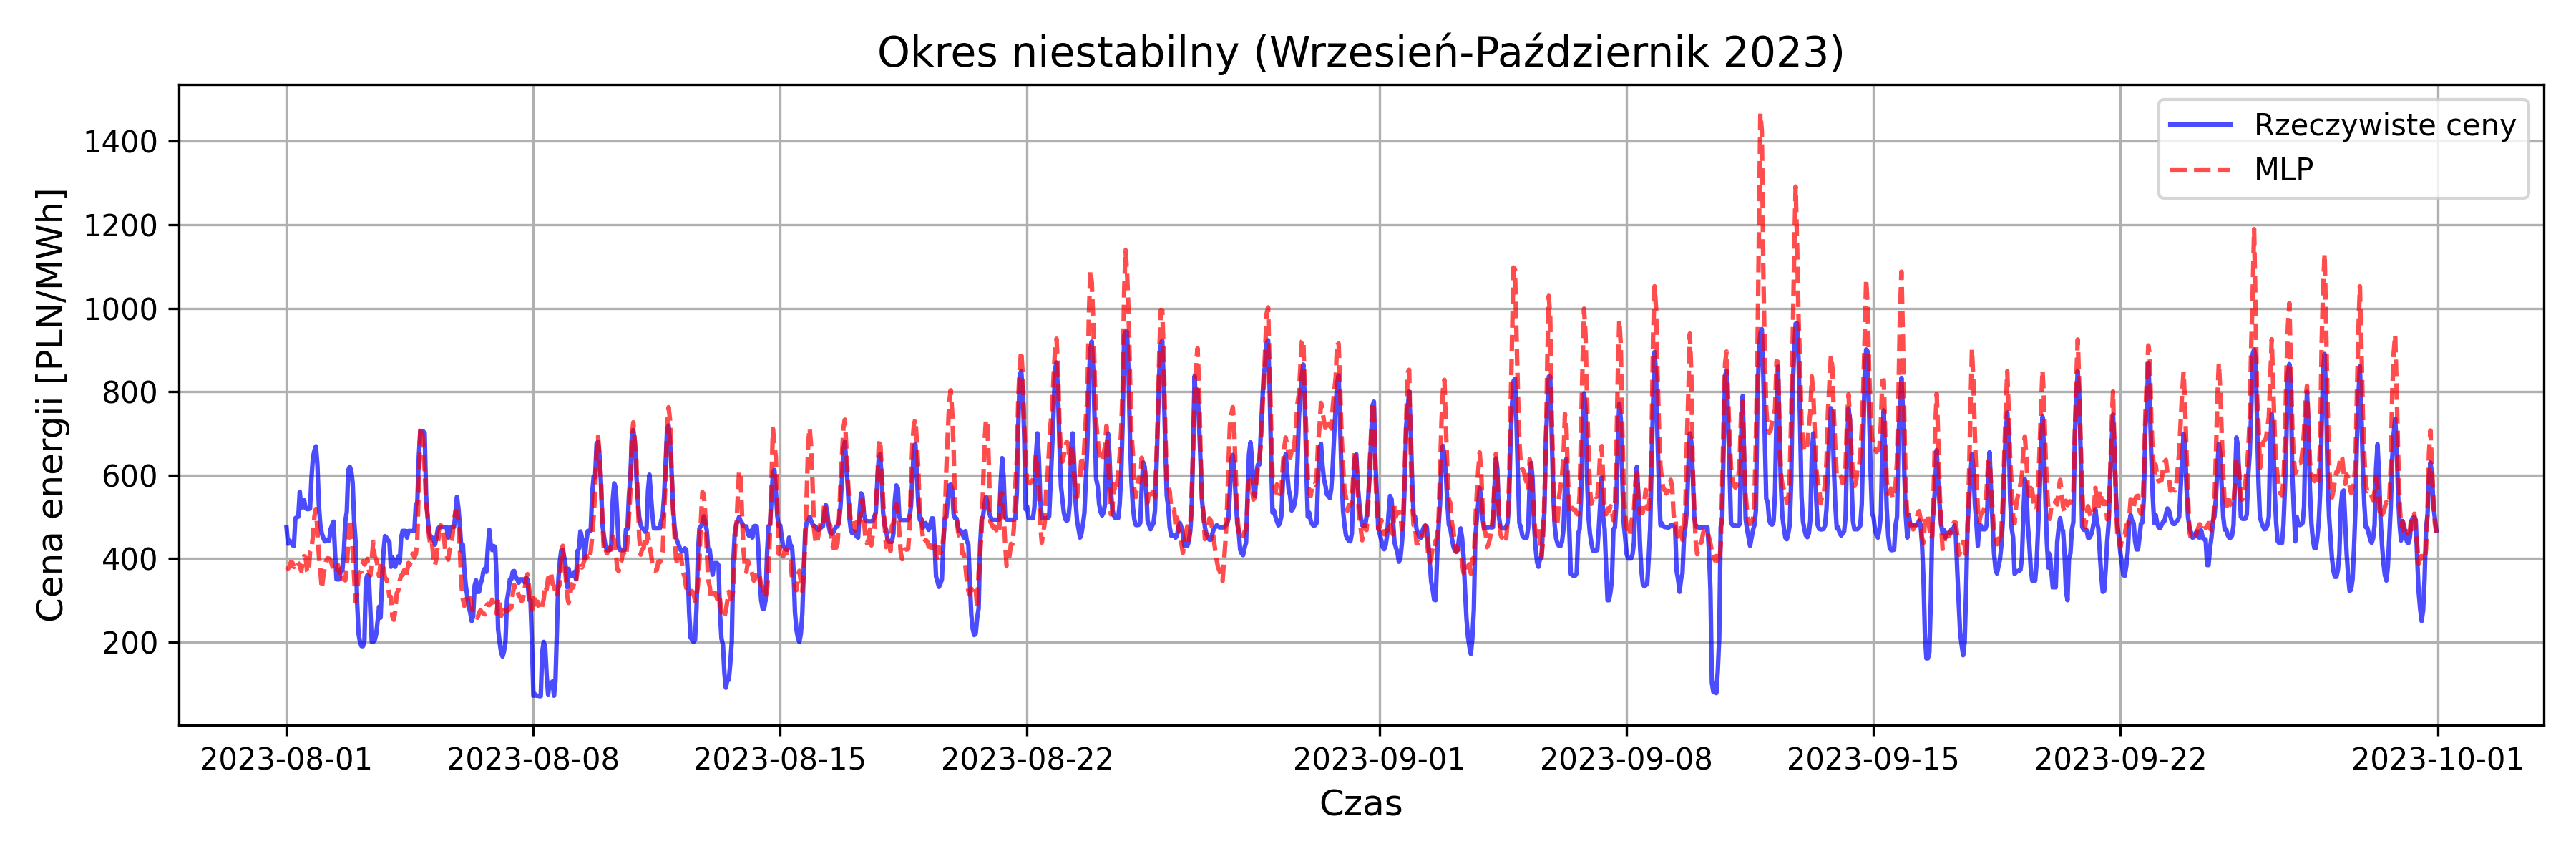 Okres niestabilny (Wrzesień-Październik 2023)
Rzeczywiste ceny
MLP
Cena energii [PLN/MWh]
1400
1200
1000
800
600
400
200
2023-08-01 2023-08-08 2023-08-15 2023-08-22 2023-09-01 2023-09-08 2023-09-15 2023-09-22 2023-10-01
Czas